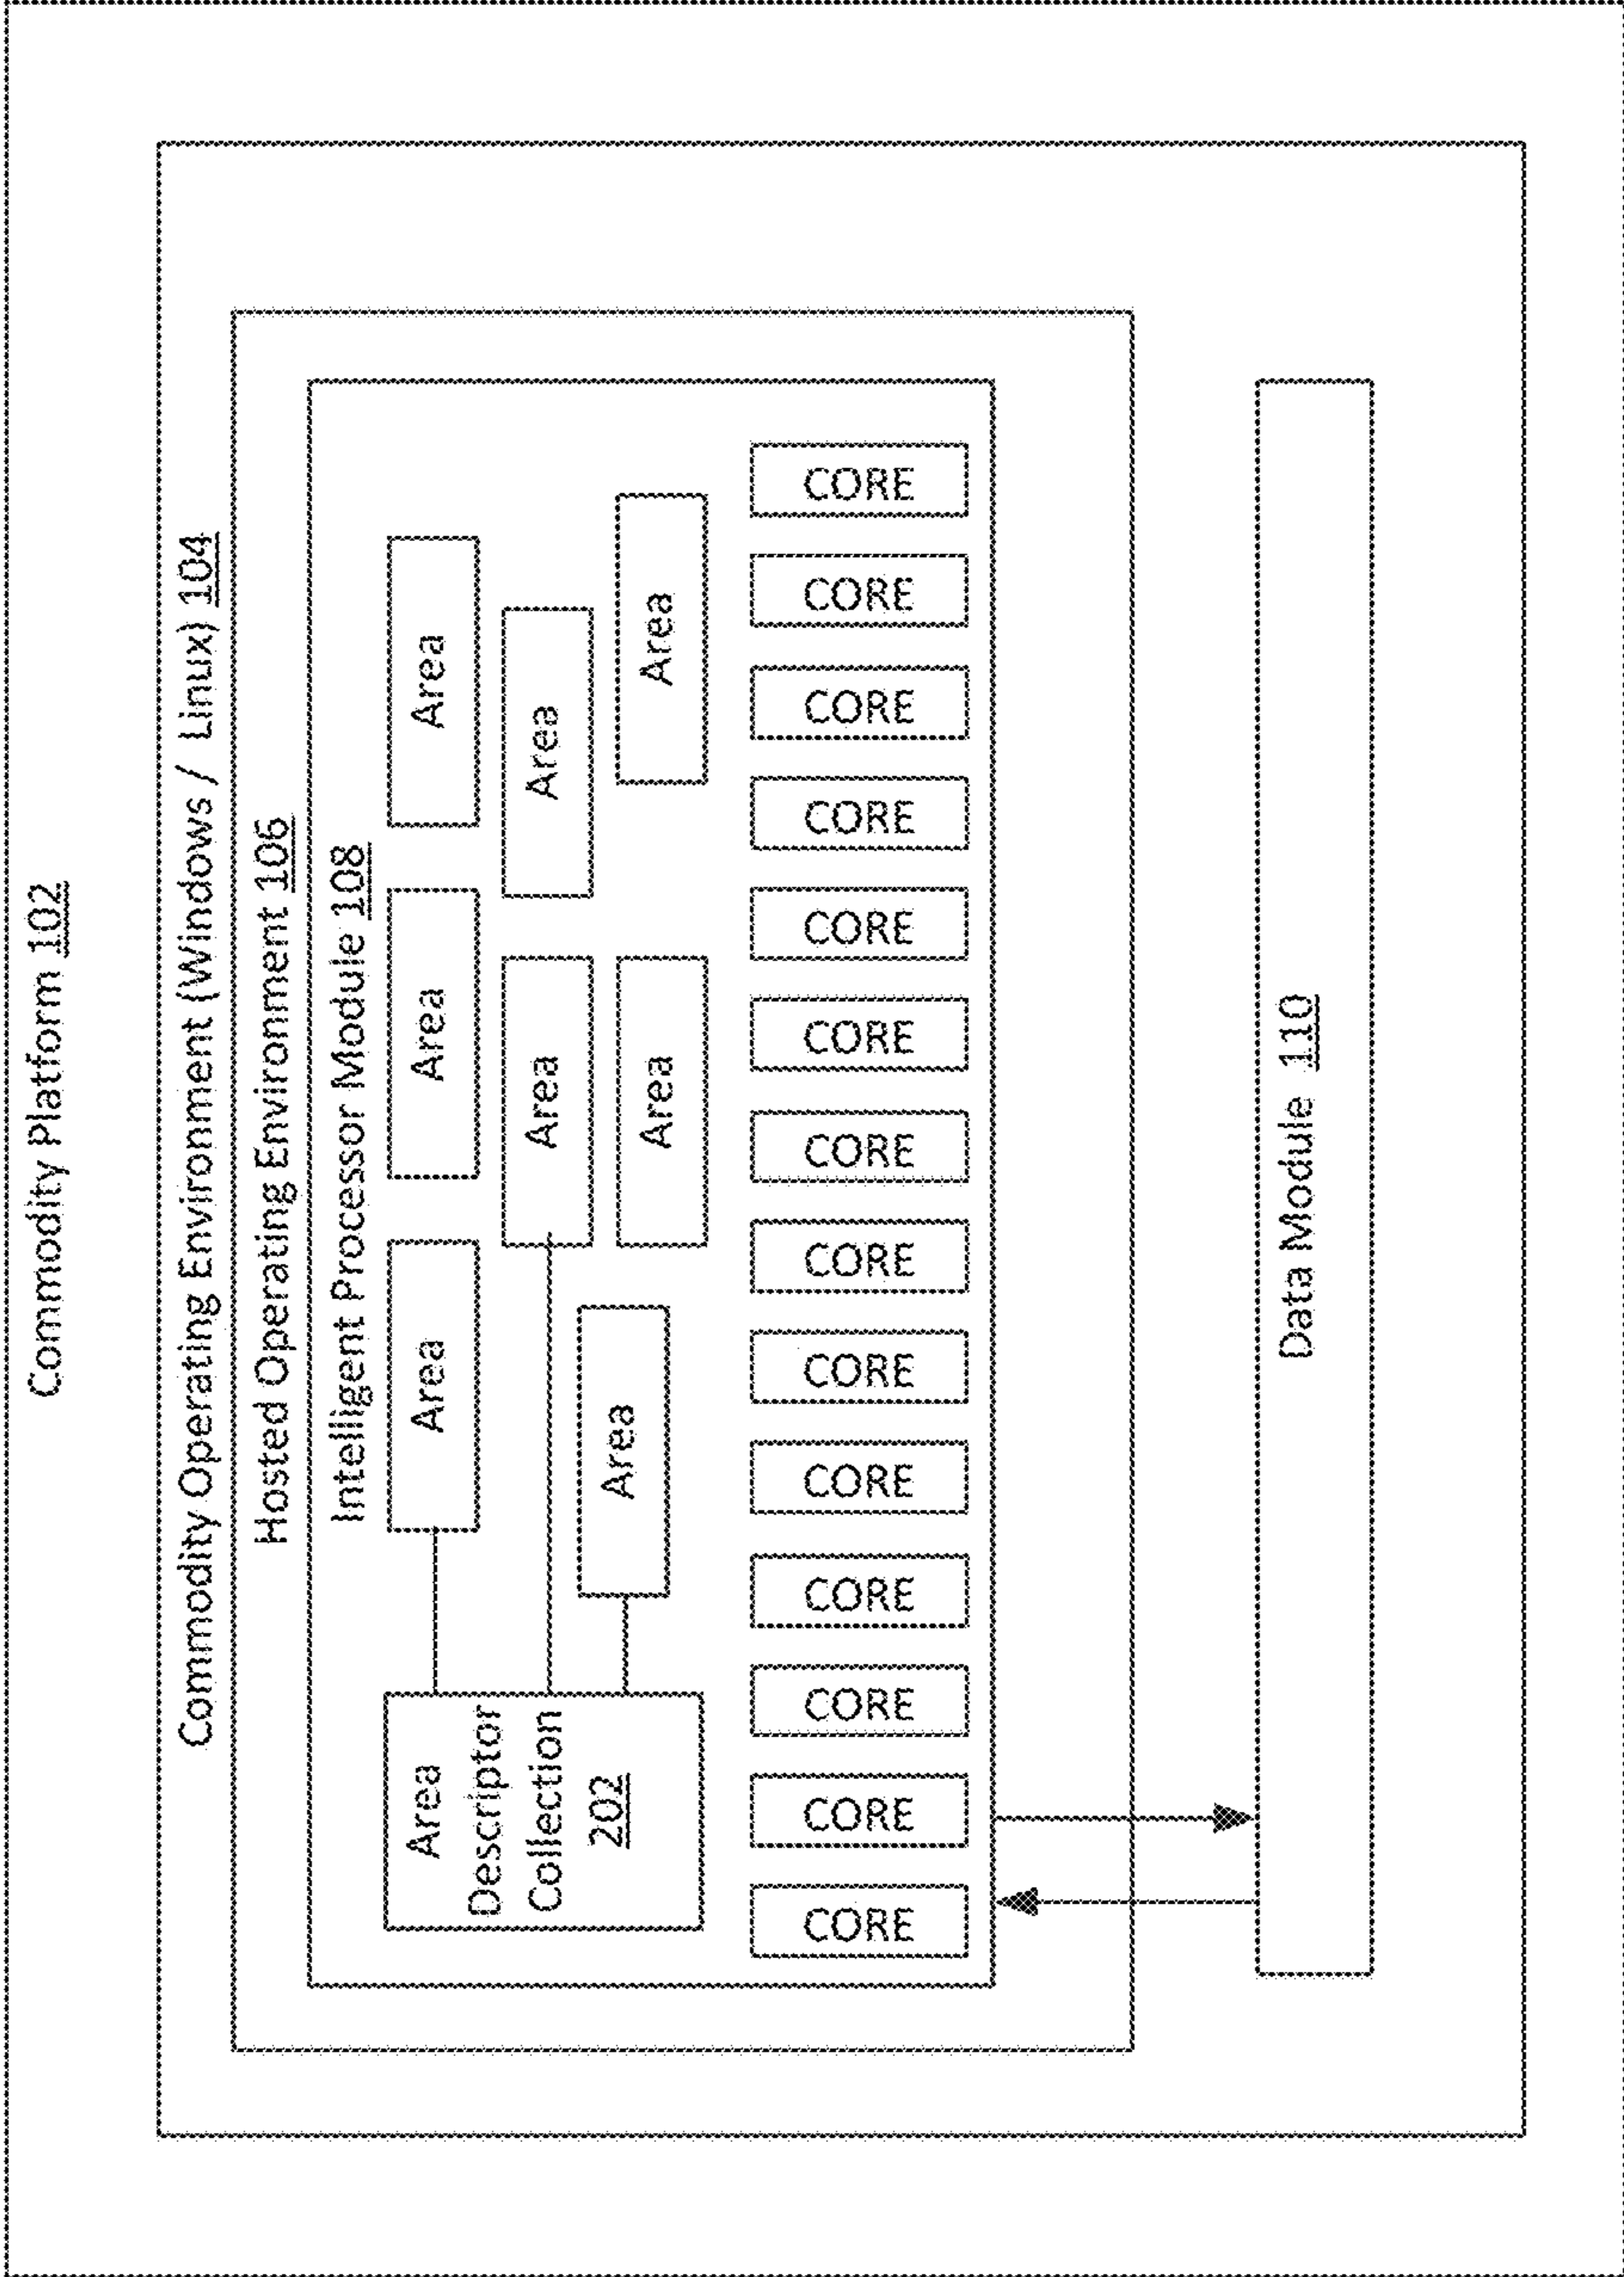 Commodity Platform 102
Commodity Operating Environment (Windows / Linux) 104
Hosted Operating Environment 106
Intelligent Processor Module 108
Area
Descriptor
Collection
202
Area
Area
Area
Area
Area
Area
Area
Area
CORE
CORE
CORE
CORE
CORE
CORE
CORE
CORE
CORE
CORE
CORE
CORE
CORE
CORE
Data Module 110